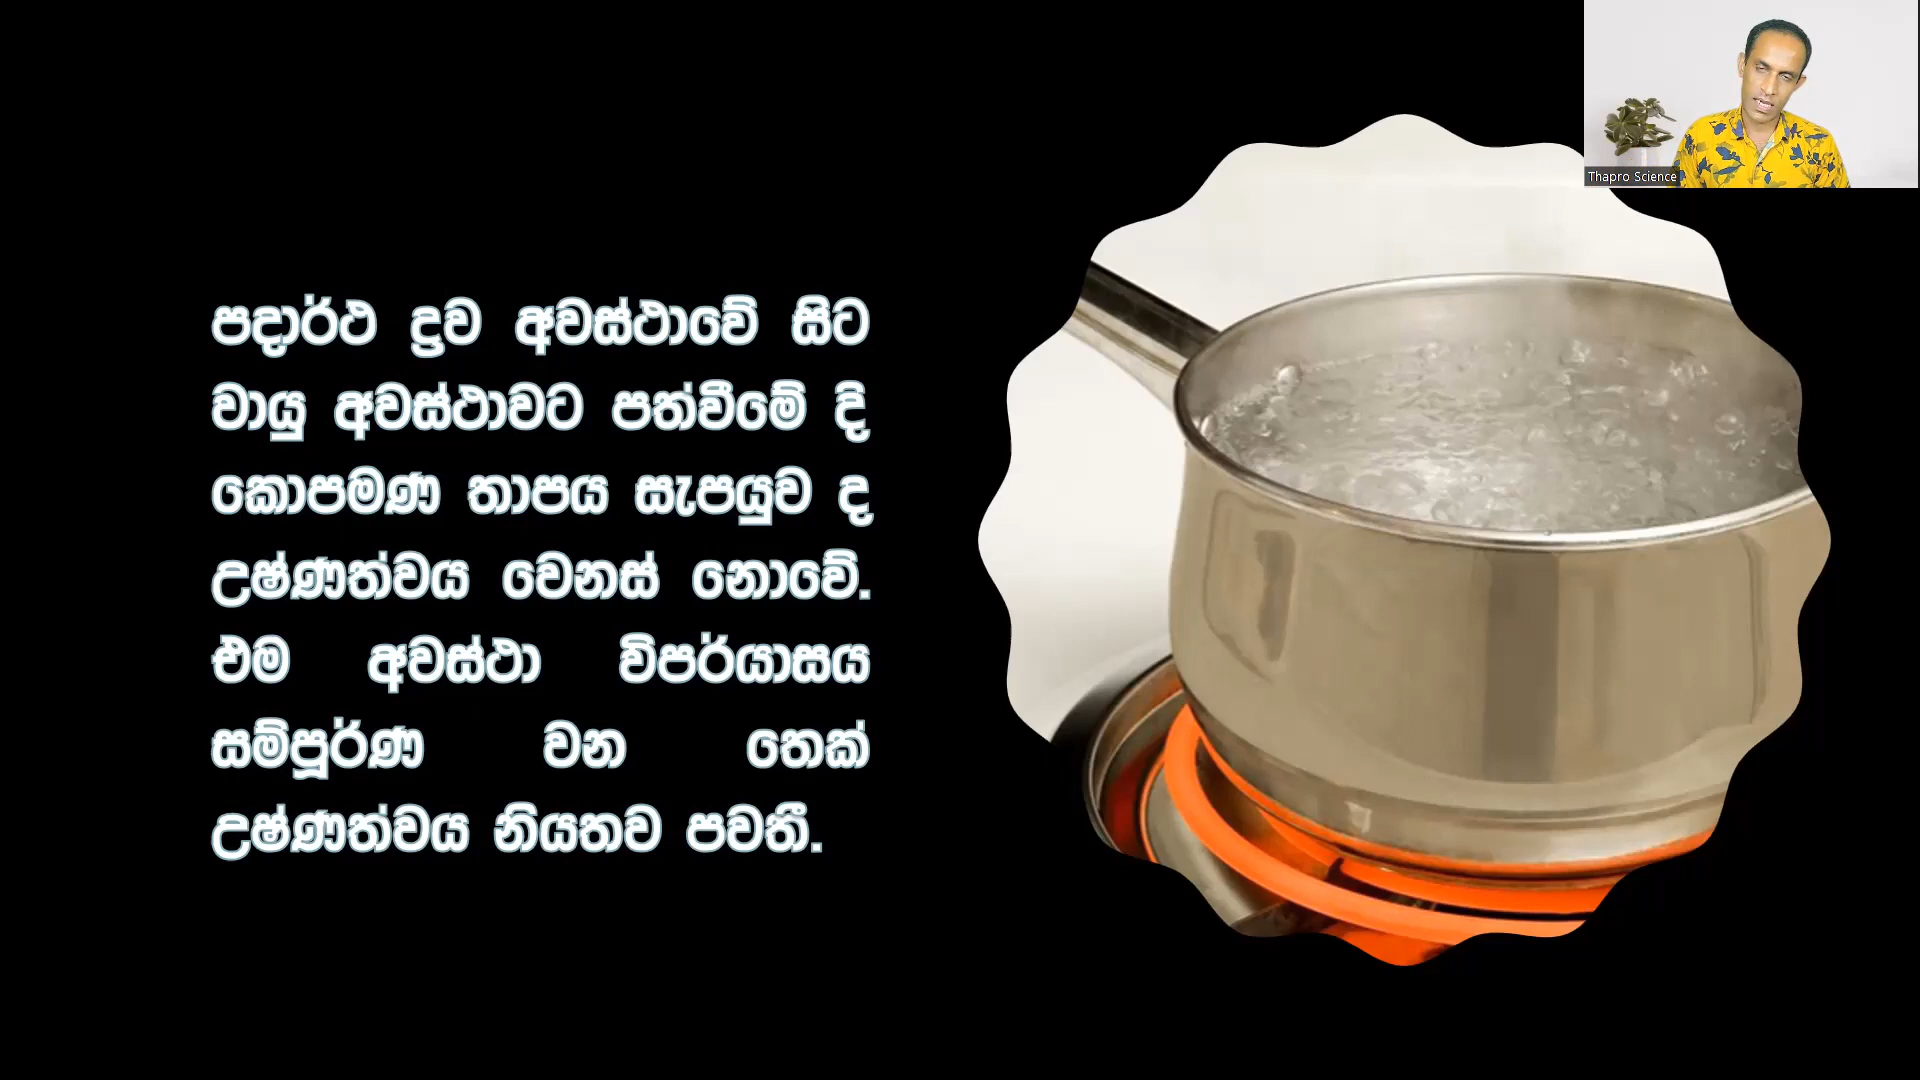 Thapro Science
පදාර්ථ ද්‍රව අවස්ථාවේ සිට
වායු අවස්ථාවට පත්වීමේ දි
කොපමණ තාපය සැපයුව ද
උෂ්ණත්වය වෙනස් නොවේ.
එම අවස්ථා විපර්යාසය
සම්පූර්ණ වන තෙක්
උෂ්ණත්වය නියතව පවතී.